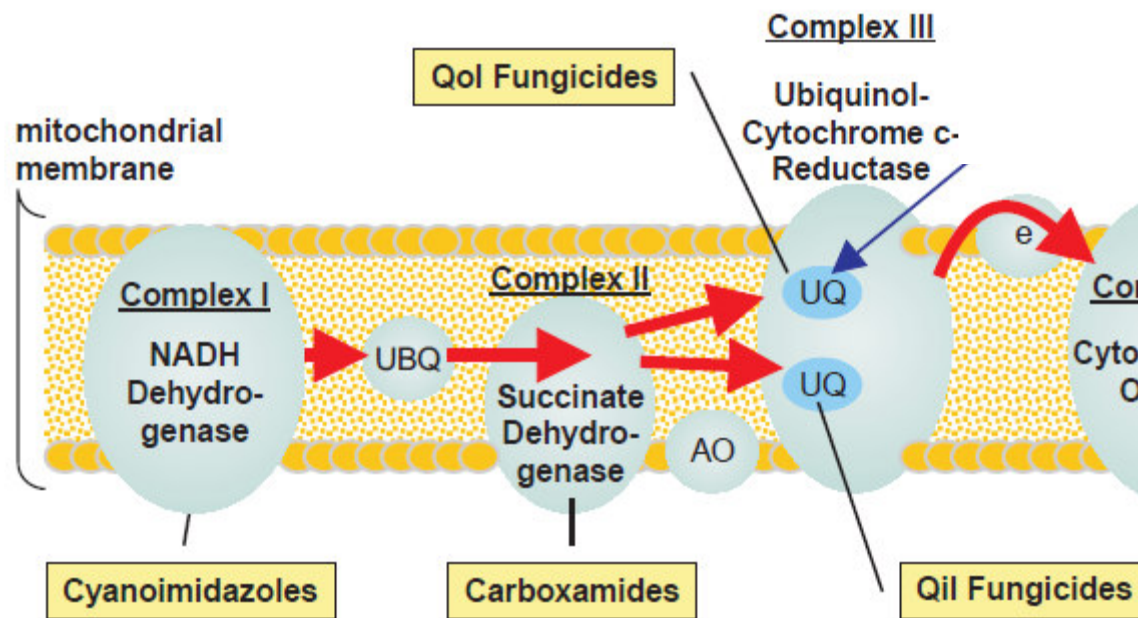 Complex III
QoI Fungicides
Ubiquinol-
Cytochrome c-
Reductase
mitochondrial
membrane
e
Complex I
Complex II
UQ
NADH
Dehydro-
genase
UBQ
UQ
Succinate
Dehydro-
genase
AO
Cyanoimidazoles
Carboxamides
QiI Fungicides